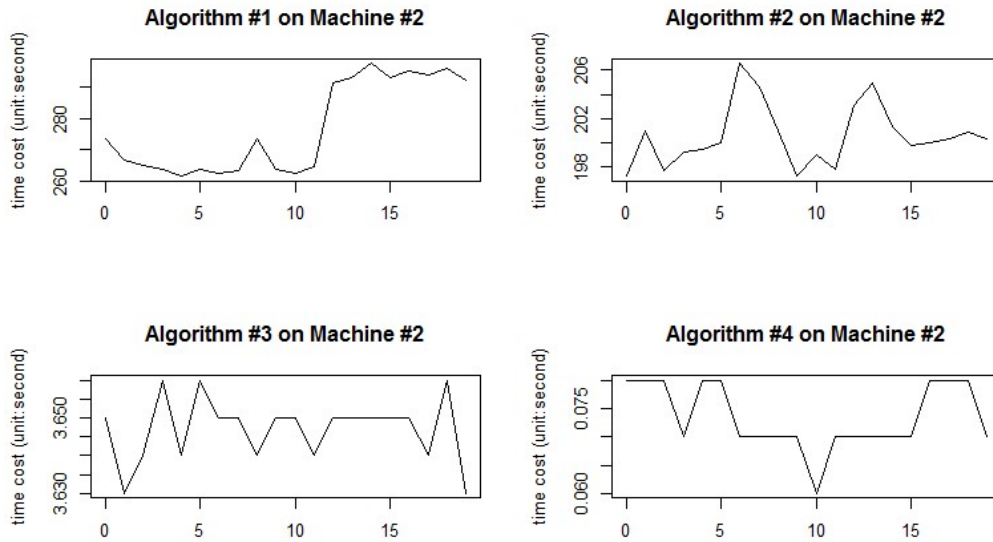 Algorithm #1 on Machine #2
time cost (unit:second)
260 280
0 5 10 15
Algorithm #2 on Machine #2
time cost (unit:second)
198 202 206
0 5 10 15
Algorithm #3 on Machine #2
time cost (unit:second)
3.630 3.650
0 5 10 15
Algorithm #4 on Machine #2
time cost (unit:second)
0.060 0.075
0 5 10 15